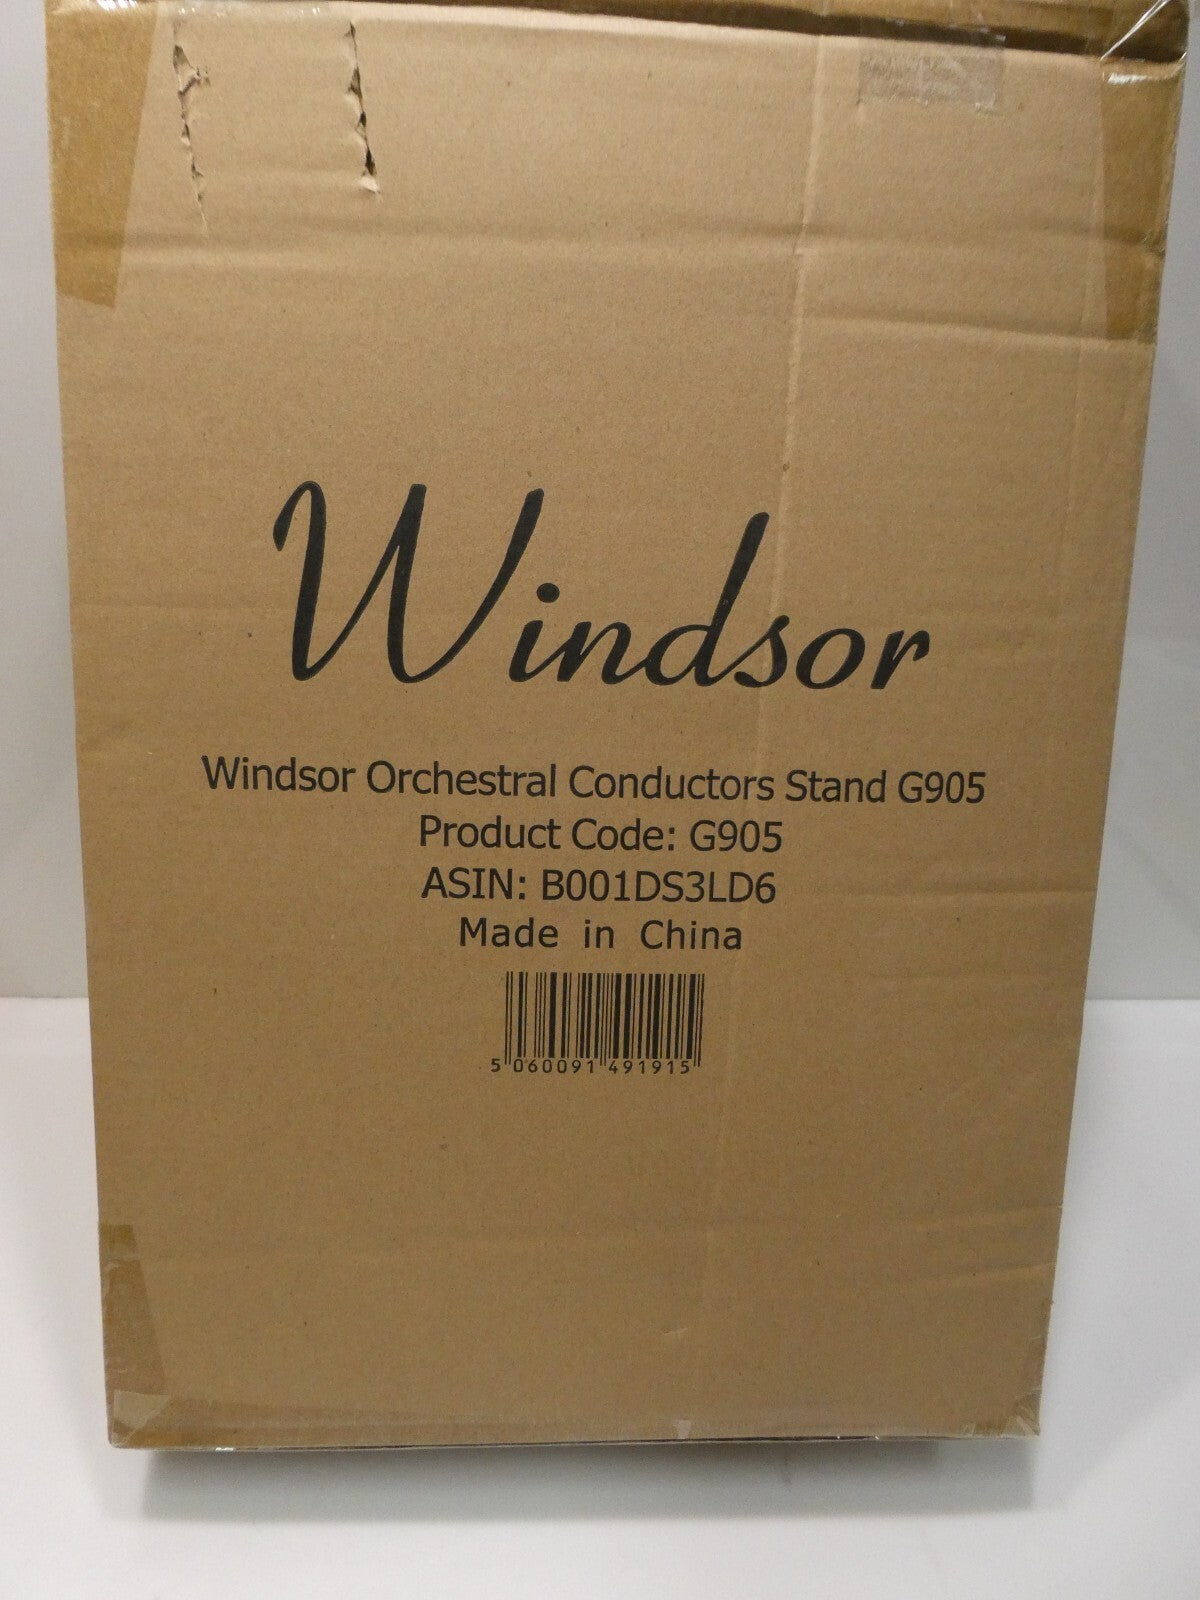 Windsor
Windsor Orchestral Conductors Stand G905
Product Code: G905
ASIN: B001DS3LD6
Made in China
5 060091 491915